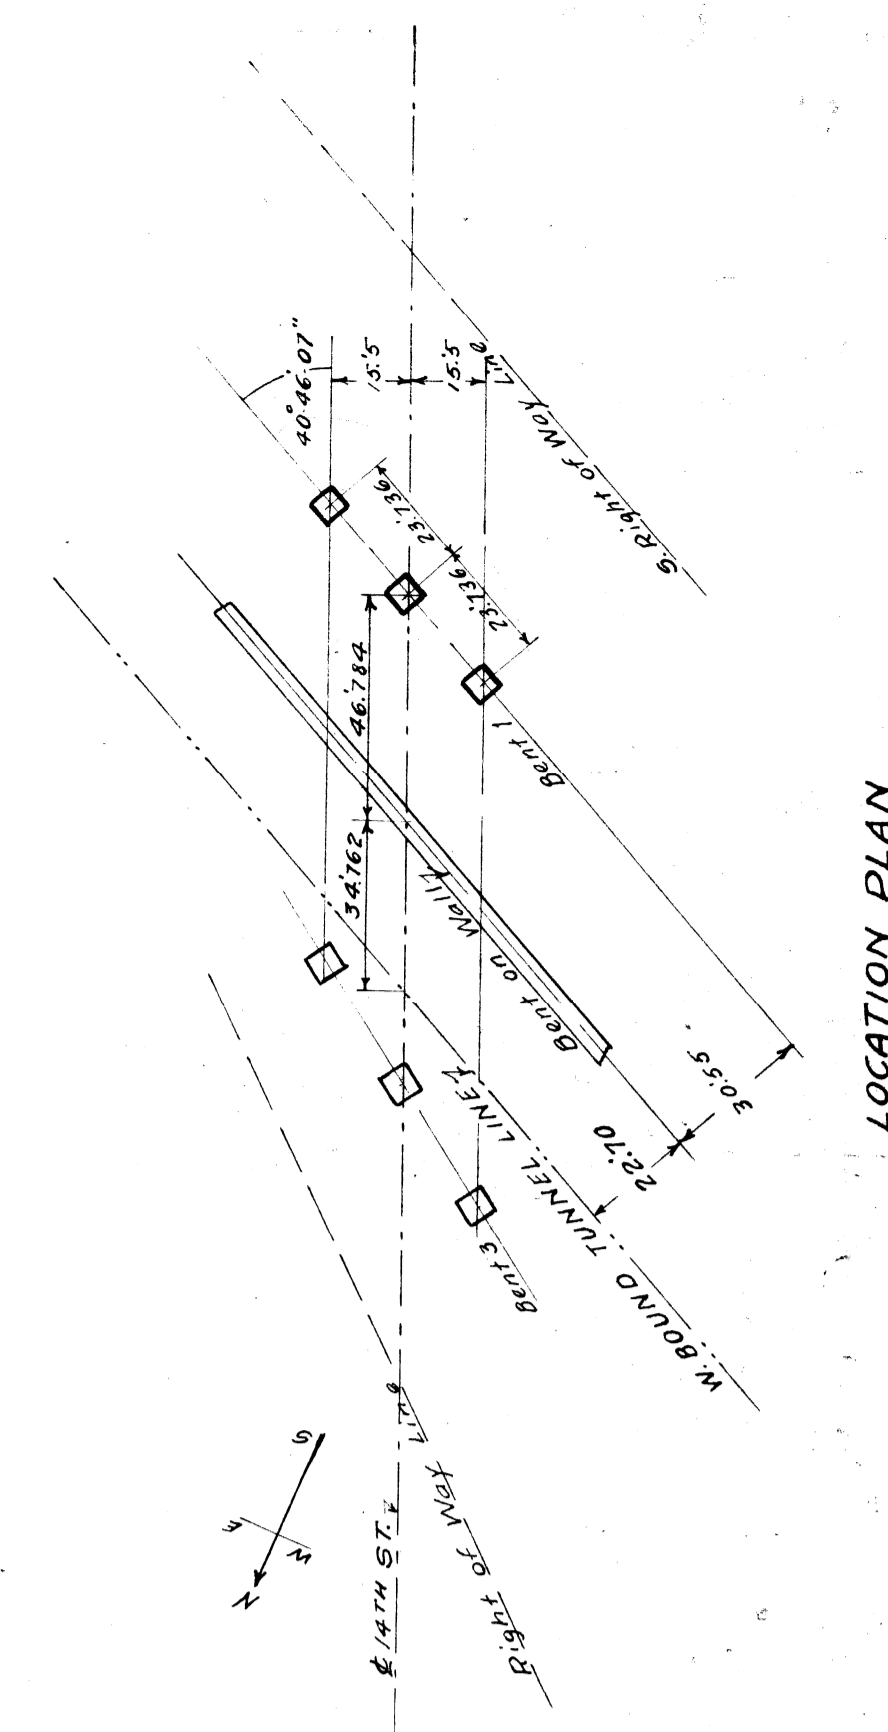 ℄ 14TH ST.
Right of Way Line
N
S
E
W
Bent 3
W. BOUND TUNNEL LINE
22.'70
30.'55
Bent on Wall
34.'762
46.'784
Bent 1
23.'736
23.'736
40° 46' 07"
15.'5
15.'5
S. Right of Way Line
LOCATION PLAN